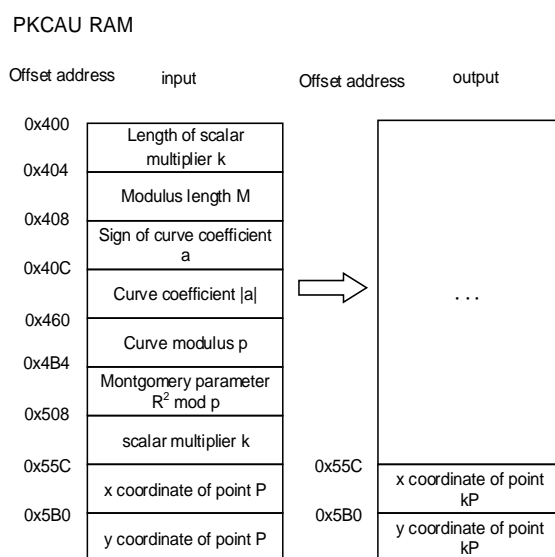 PKCAU RAM
Offset address input Offset address output
0x400
Length of scalar
multiplier k
0x404
Modulus length M
0x408
Sign of curve coefficient
a
0x40C
Curve coefficient |a|
. . .
0x460
Curve modulus p
0x4B4
Montgomery parameter
R² mod p
0x508
scalar multiplier k
0x55C
x coordinate of point P
0x5B0
y coordinate of point P
0x55C
x coordinate of point
kP
0x5B0
y coordinate of point
kP